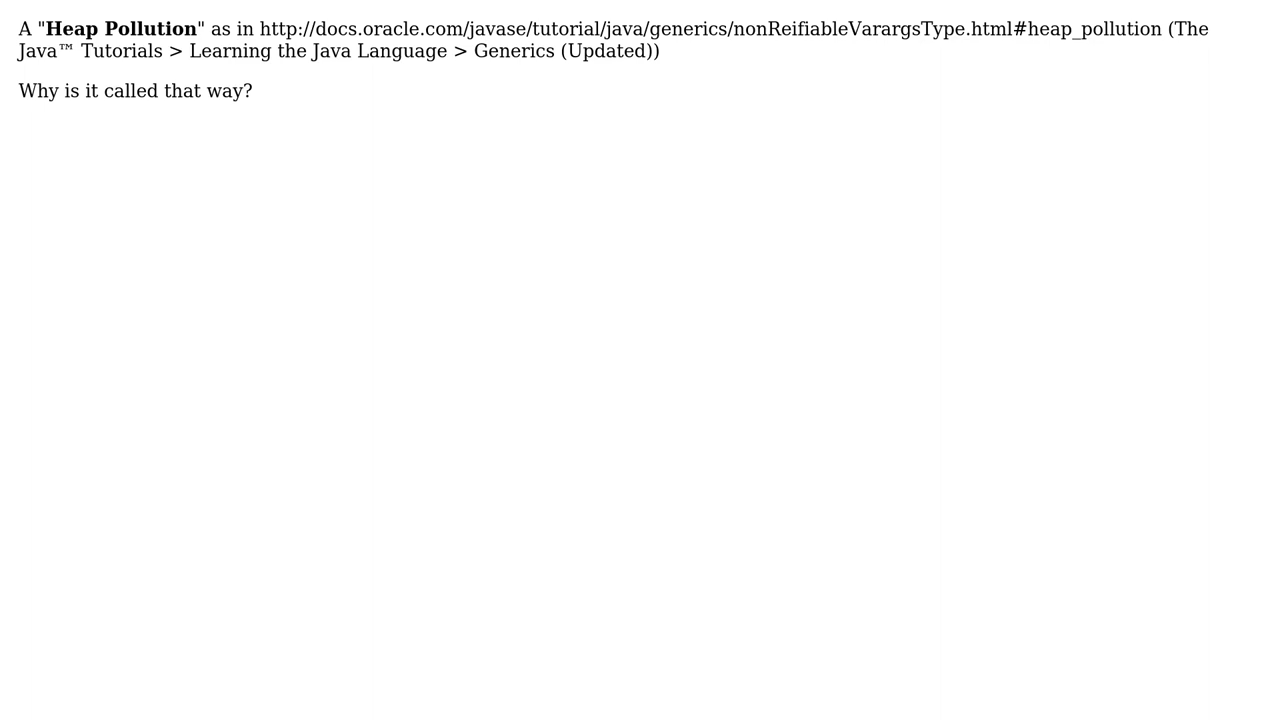 A "Heap Pollution" as in http://docs.oracle.com/javase/tutorial/java/generics/nonReifiableVarargsType.html#heap_pollution (The
Java™ Tutorials > Learning the Java Language > Generics (Updated))
Why is it called that way?